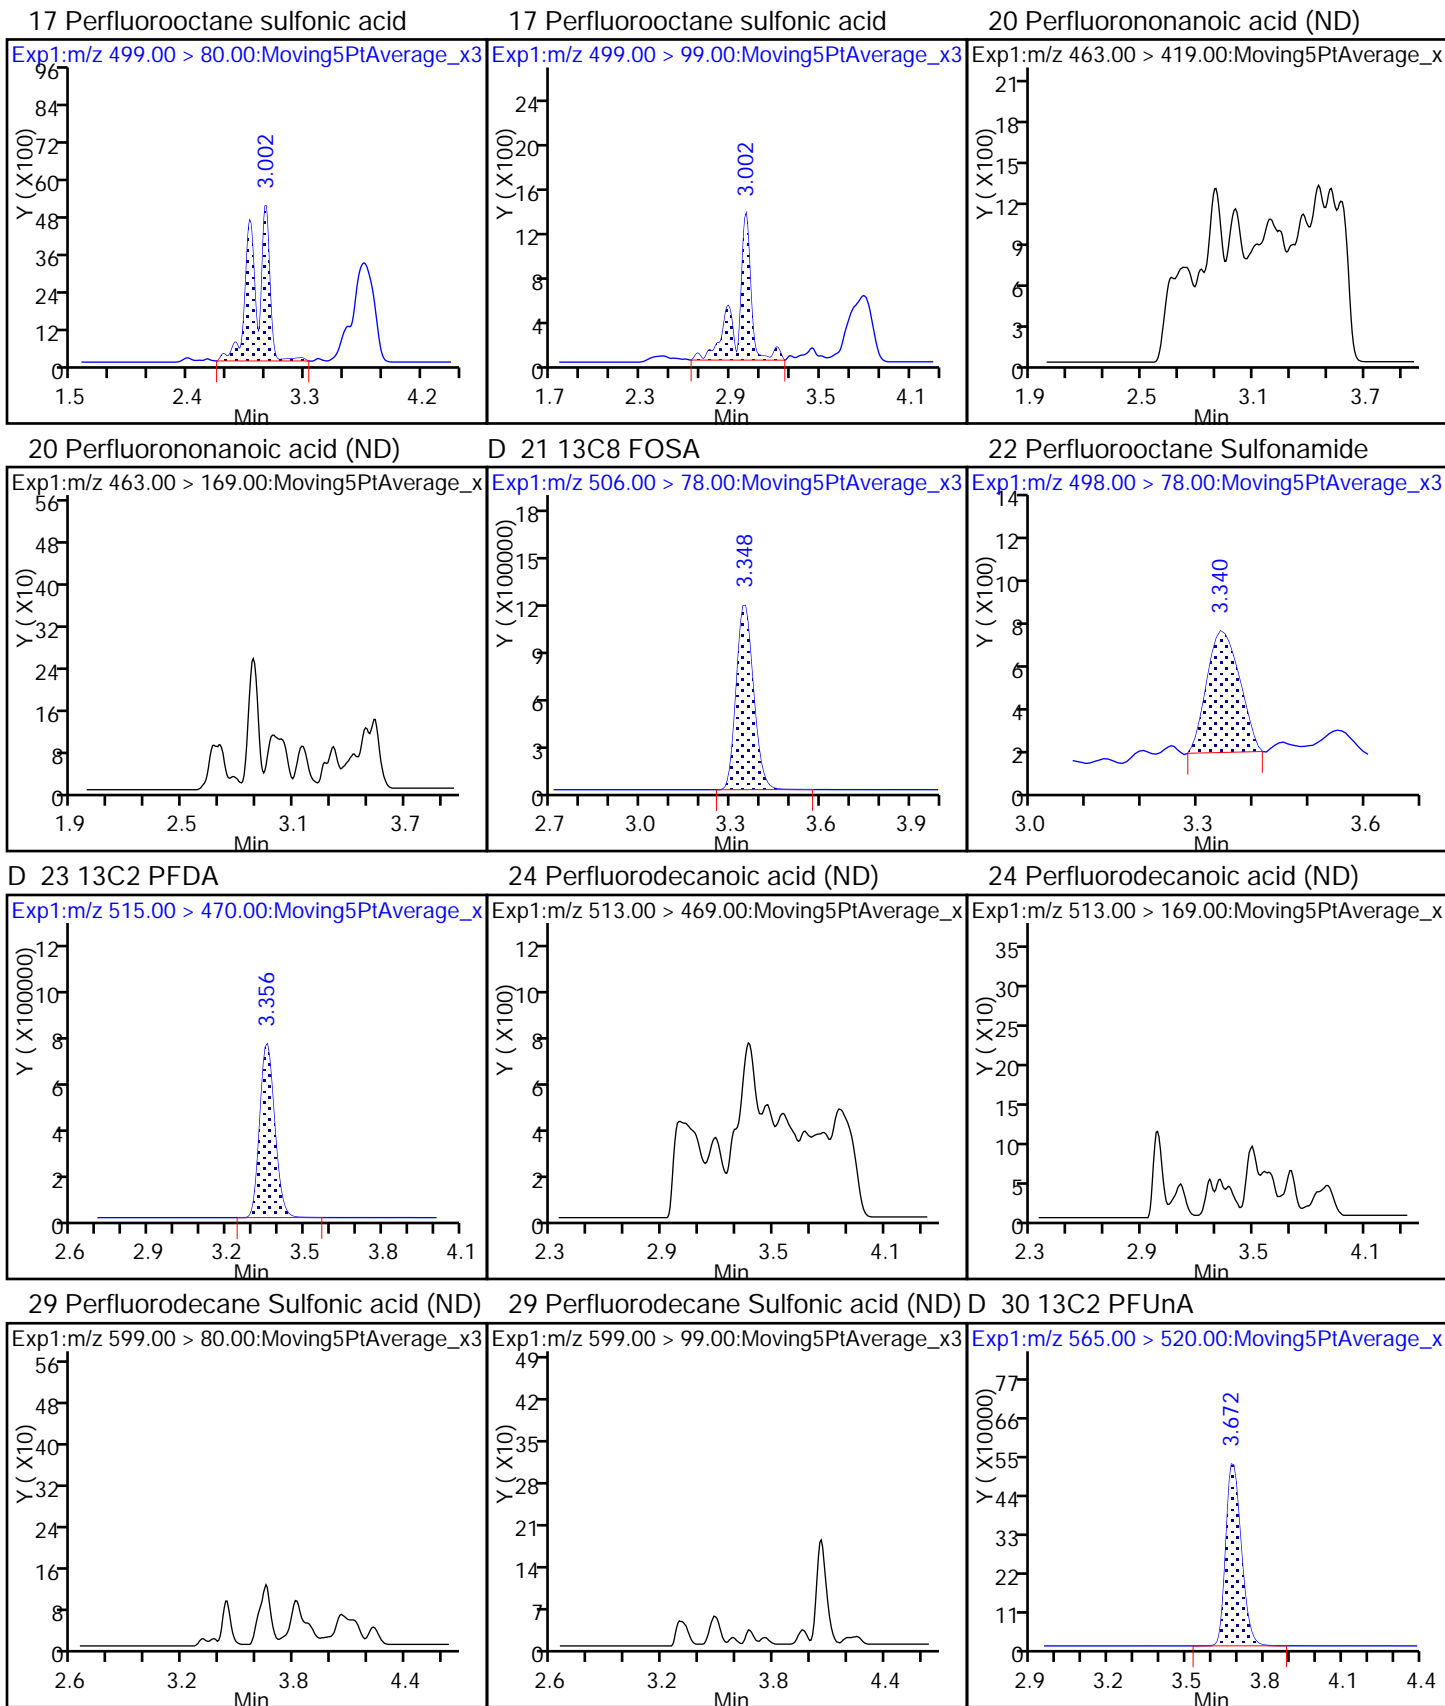 17 Perfluorooctane sulfonic acid
Exp1:m/z 499.00 > 80.00:Moving5PtAverage_x3
Y ( X100)
96
84
72
60
48
36
24
12
0
3.002
1.5 2.4 3.3 4.2
Min
17 Perfluorooctane sulfonic acid
Exp1:m/z 499.00 > 99.00:Moving5PtAverage_x3
Y ( X100)
24
20
16
12
8
4
0
3.002
1.7 2.3 2.9 3.5 4.1
Min
20 Perfluorononanoic acid (ND)
Exp1:m/z 463.00 > 419.00:Moving5PtAverage_x
Y ( X100)
21
18
15
12
9
6
3
0
1.9 2.5 3.1 3.7
Min
20 Perfluorononanoic acid (ND)
Exp1:m/z 463.00 > 169.00:Moving5PtAverage_x
Y ( X10)
56
48
40
32
24
16
8
0
1.9 2.5 3.1 3.7
Min
D 21 13C8 FOSA
Exp1:m/z 506.00 > 78.00:Moving5PtAverage_x3
Y ( X100000)
18
15
12
9
6
3
0
3.348
2.7 3.0 3.3 3.6 3.9
Min
22 Perfluorooctane Sulfonamide
Exp1:m/z 498.00 > 78.00:Moving5PtAverage_x3
Y ( X100)
14
12
10
8
6
4
2
0
3.340
3.0 3.3 3.6
Min
D 23 13C2 PFDA
Exp1:m/z 515.00 > 470.00:Moving5PtAverage_x
Y ( X100000)
12
10
8
6
4
2
0
3.356
2.6 2.9 3.2 3.5 3.8 4.1
Min
24 Perfluorodecanoic acid (ND)
Exp1:m/z 513.00 > 469.00:Moving5PtAverage_x
Y ( X100)
12
10
8
6
4
2
0
2.3 2.9 3.5 4.1
Min
24 Perfluorodecanoic acid (ND)
Exp1:m/z 513.00 > 169.00:Moving5PtAverage_x
Y ( X10)
35
30
25
20
15
10
5
0
2.3 2.9 3.5 4.1
Min
29 Perfluorodecane Sulfonic acid (ND)
Exp1:m/z 599.00 > 80.00:Moving5PtAverage_x3
Y ( X10)
56
48
40
32
24
16
8
0
2.6 3.2 3.8 4.4
Min
29 Perfluorodecane Sulfonic acid (ND)
Exp1:m/z 599.00 > 99.00:Moving5PtAverage_x3
Y ( X10)
49
42
35
28
21
14
7
0
2.6 3.2 3.8 4.4
Min
D 30 13C2 PFUnA
Exp1:m/z 565.00 > 520.00:Moving5PtAverage_x
Y ( X10000)
77
66
55
44
33
22
11
0
3.672
2.9 3.2 3.5 3.8 4.1 4.4
Min